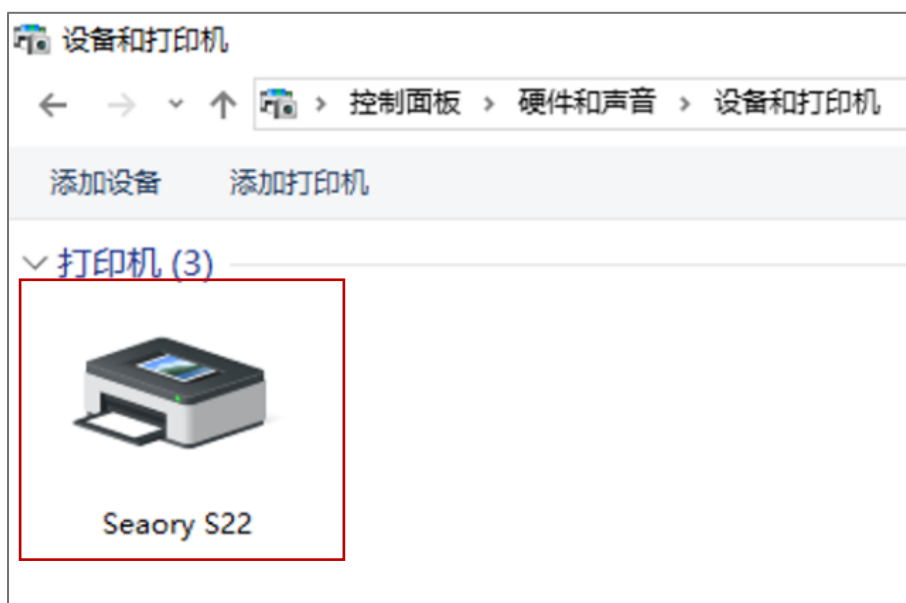 设备和打印机
控制面板 › 硬件和声音 › 设备和打印机
添加设备 添加打印机
打印机 (3)
Seaory S22